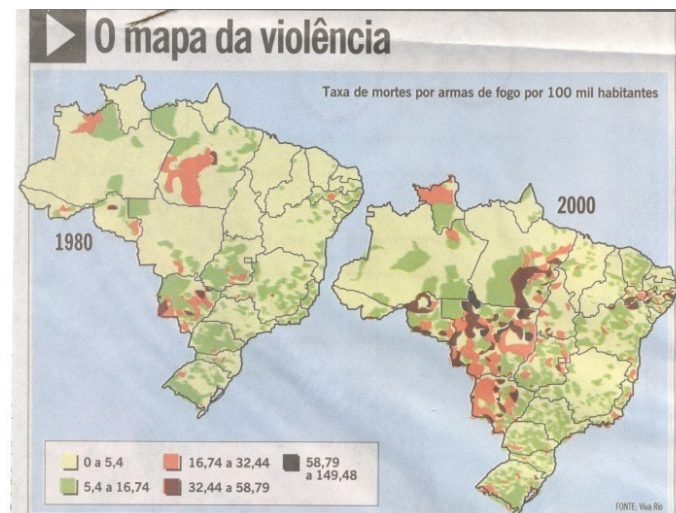 O mapa da violência
Taxa de mortes por armas de fogo por 100 mil habitantes
1980
2000
0 a 5,4
5,4 a 16,74
16,74 a 32,44
32,44 a 58,79
58,79
a 149,48
FONTE: Viva Rio